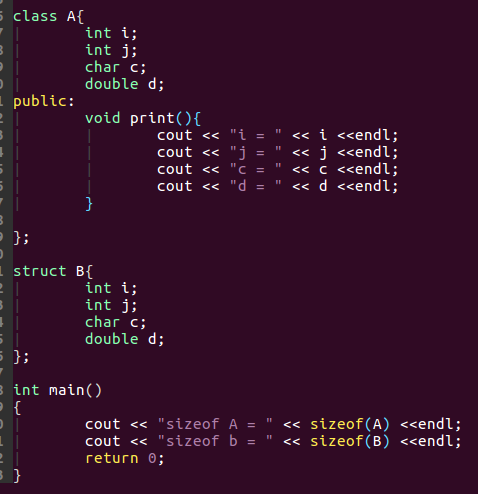 class A{
int i;
int j;
char c;
double d;
public:
void print(){
cout << "i = " << i <<endl;
cout << "j = " << j <<endl;
cout << "c = " << c <<endl;
cout << "d = " << d <<endl;
}
};
struct B{
int i;
int j;
char c;
double d;
};
int main()
{
cout << "sizeof A = " << sizeof(A) <<endl;
cout << "sizeof b = " << sizeof(B) <<endl;
return 0;
}